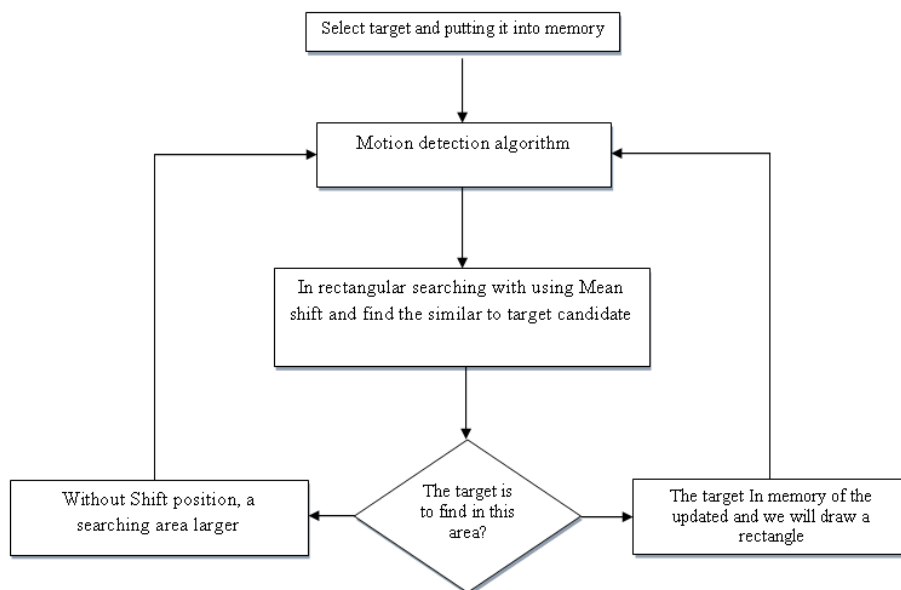 Select target and putting it into memory
Motion detection algorithm
In rectangular searching with using Mean
shift and find the similar to target candidate
The target is
to find in this
area?
Without Shift position, a
searching area larger
The target In memory of the
updated and we will draw a
rectangle